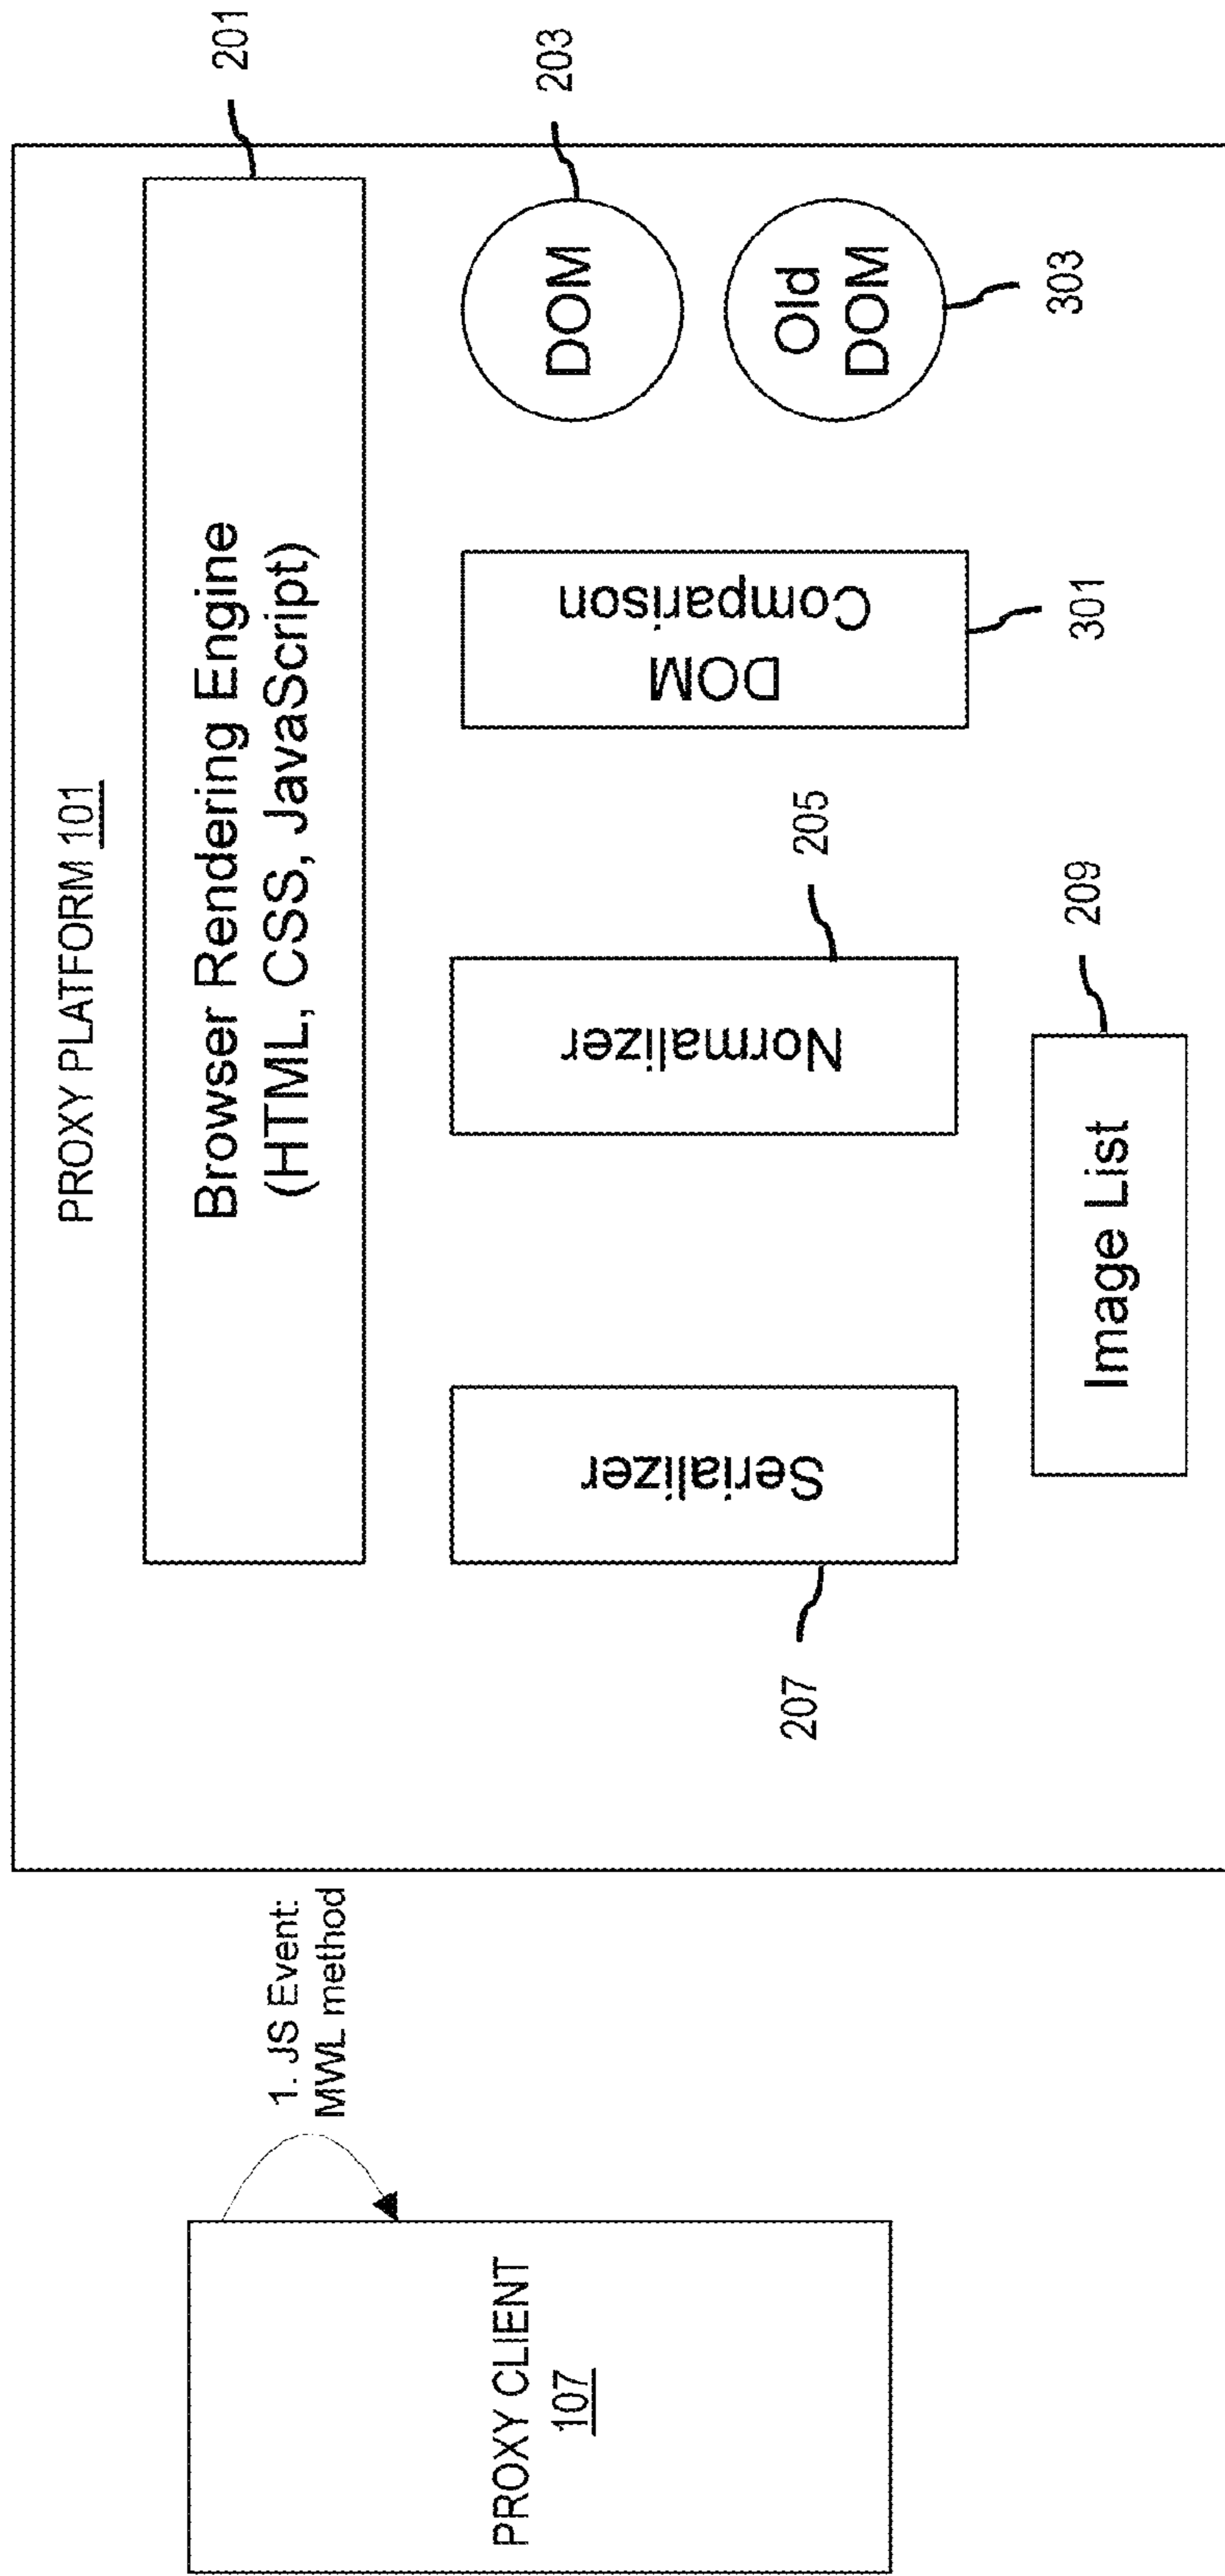 PROXY PLATFORM 101
Browser Rendering Engine
(HTML, CSS, JavaScript)
201
1. JS Event:
MWL method
PROXY CLIENT
107
Serializer
207
Normalizer
205
DOM
Comparison
301
DOM
203
Old
DOM
303
Image List
209